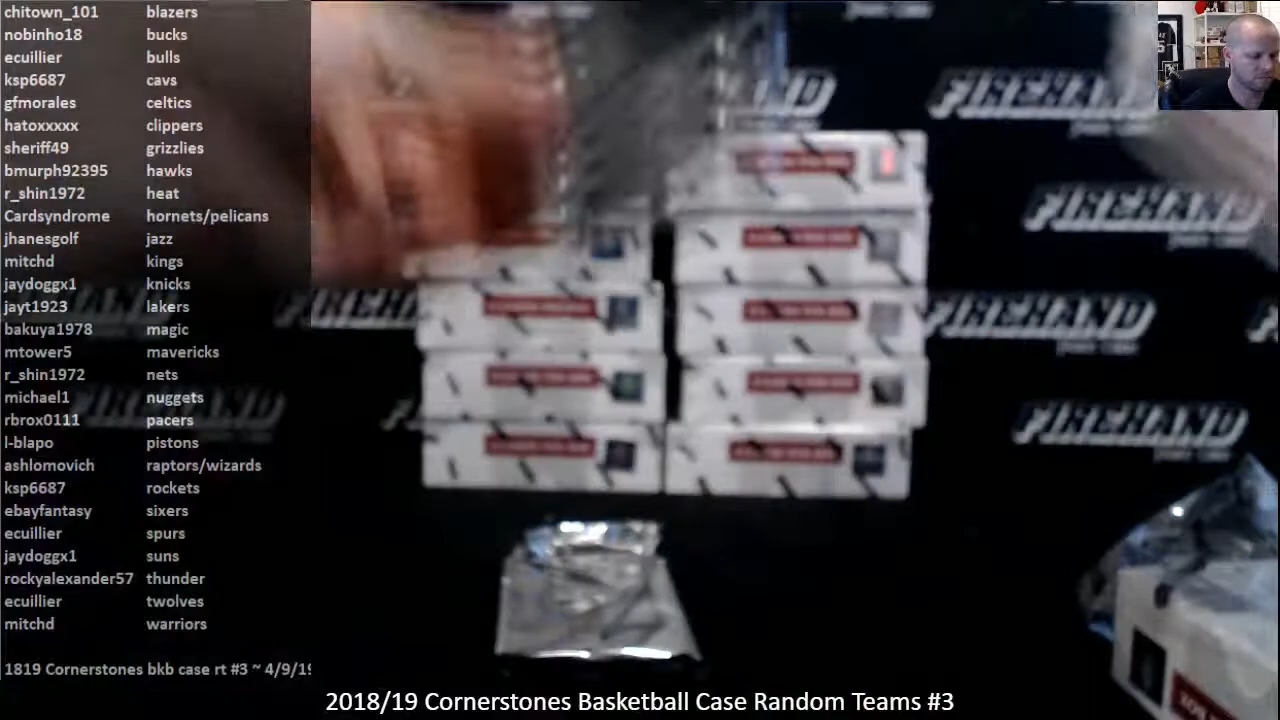 chitown_101 blazers
nobinho18 bucks
ecuillier bulls
ksp6687 cavs
gfmorales celtics
hatoxxxxx clippers
sheriff49 grizzlies
bmurph92395 hawks
r_shin1972 heat
Cardsyndrome hornets/pelicans
jhanesgolf jazz
mitchd kings
jaydoggx1 knicks
jayt1923 lakers
bakuya1978 magic
mtower5 mavericks
r_shin1972 nets
michael1 nuggets
rbrox0111 pacers
l-blapo pistons
ashlomovich raptors/wizards
ksp6687 rockets
ebayfantasy sixers
ecuillier spurs
jaydoggx1 suns
rockyalexander57 thunder
ecuillier twolves
mitchd warriors
1819 Cornerstones bkb case rt #3 ~ 4/9/19
FIREHAND
FIREHAND
FIREHAND
FIREHAND
FIREHAND
2018/19 Cornerstones Basketball Case Random Teams #3